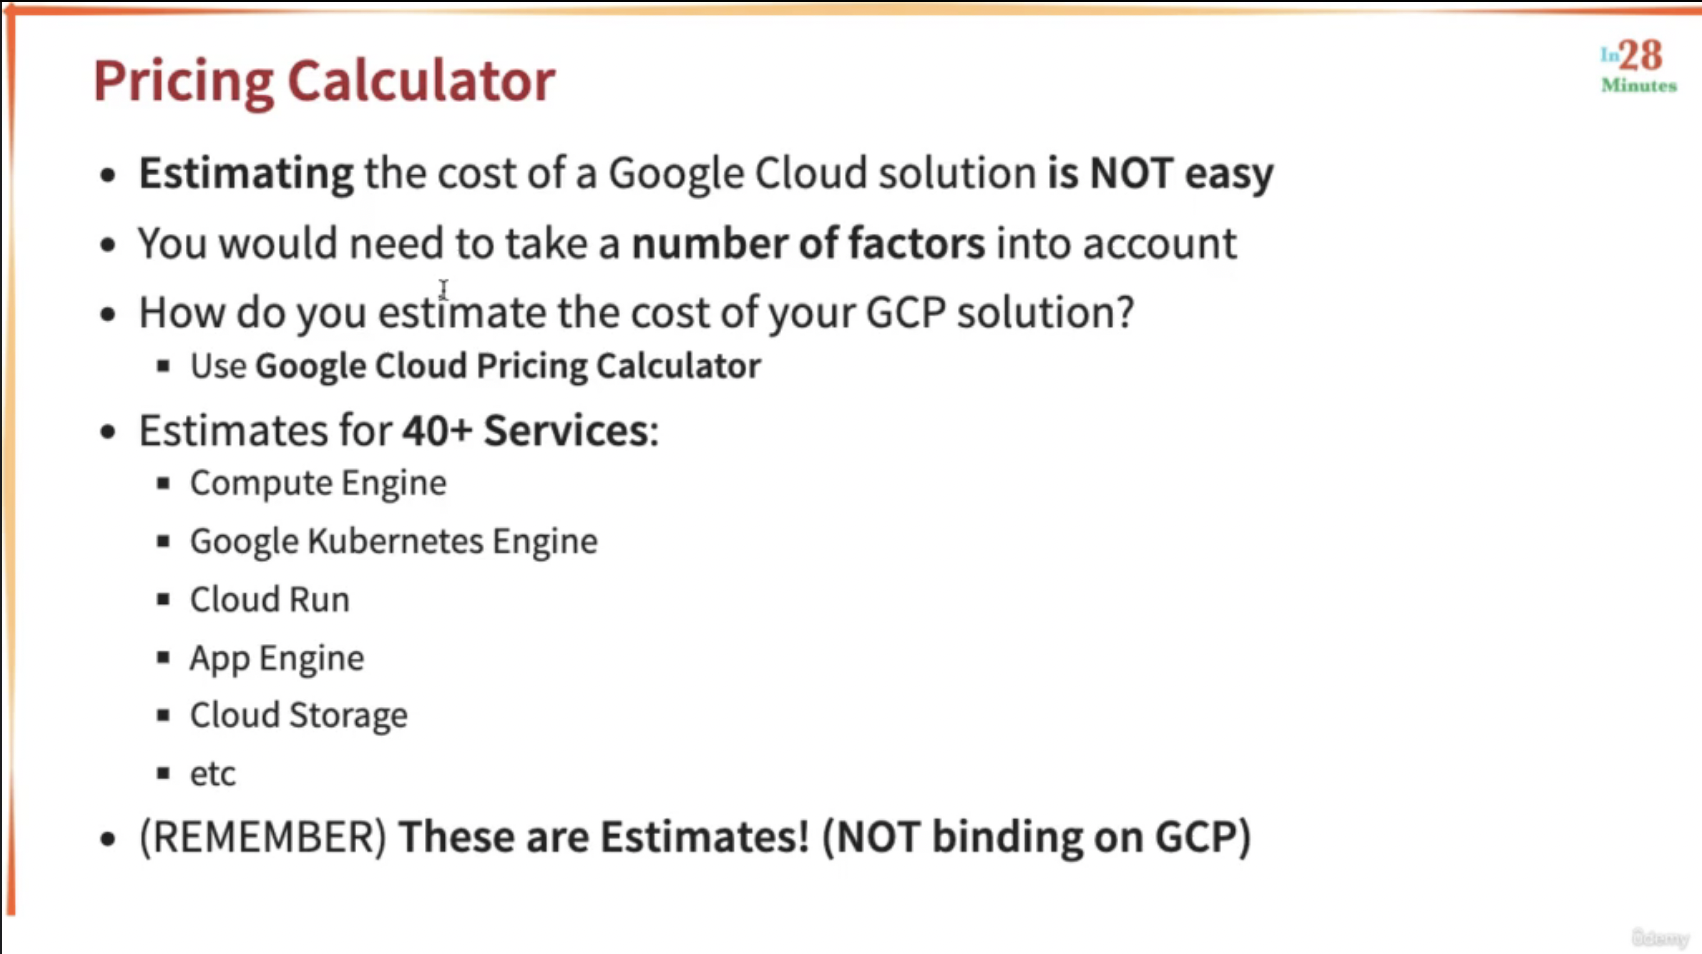 In28
Minutes
Pricing Calculator
• Estimating the cost of a Google Cloud solution is NOT easy
• You would need to take a number of factors into account
• How do you estimate the cost of your GCP solution?
▪ Use Google Cloud Pricing Calculator
• Estimates for 40+ Services:
▪ Compute Engine
▪ Google Kubernetes Engine
▪ Cloud Run
▪ App Engine
▪ Cloud Storage
▪ etc
• (REMEMBER) These are Estimates! (NOT binding on GCP)
ûdemy